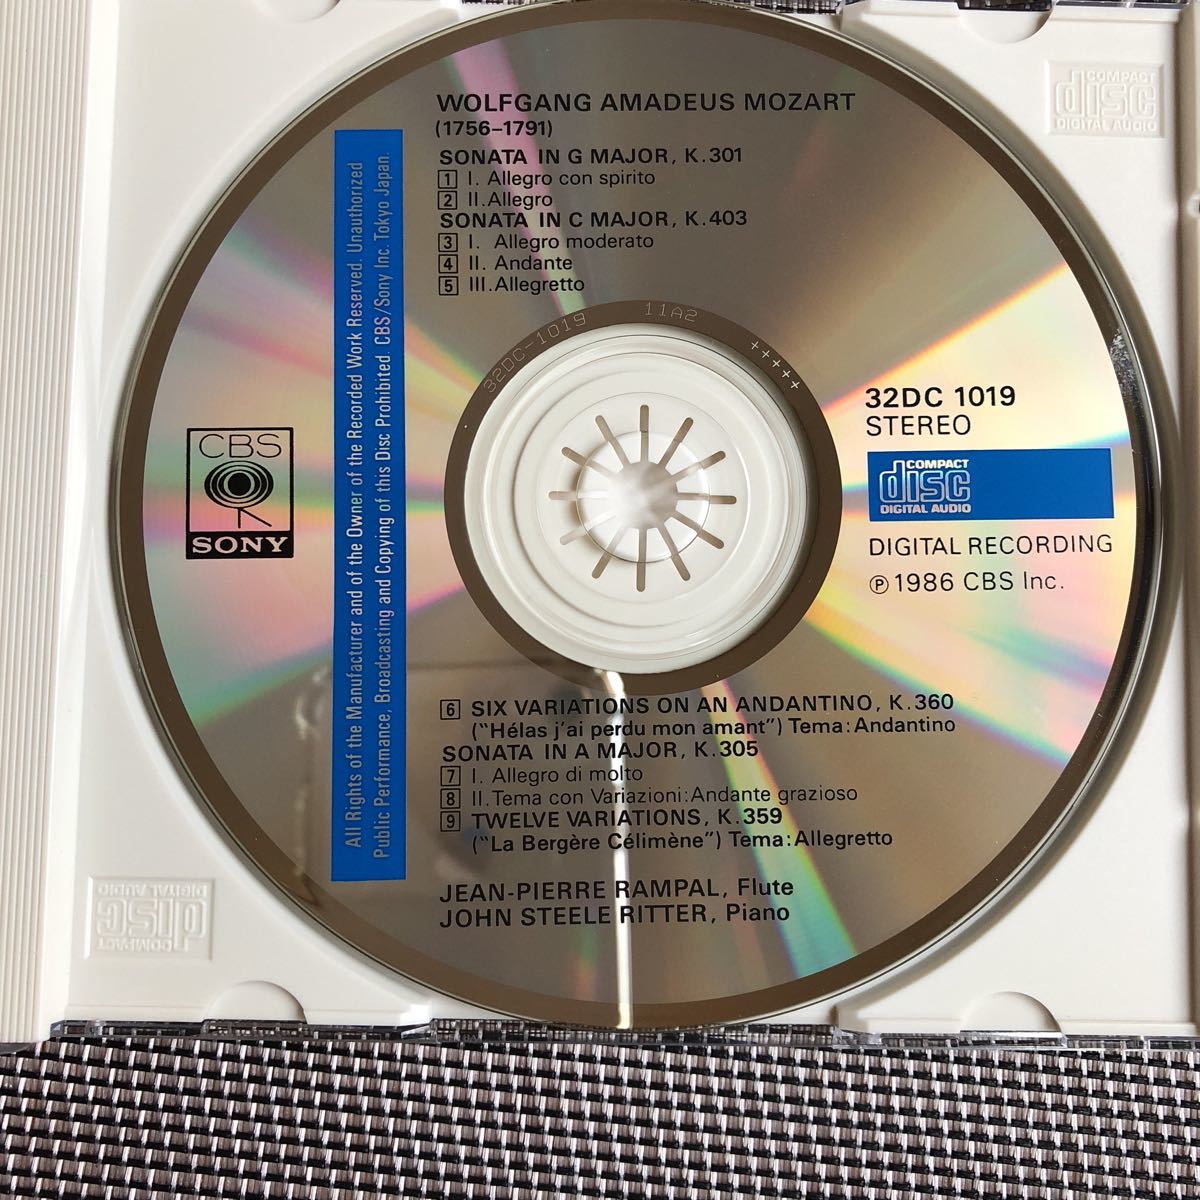 WOLFGANG AMADEUS MOZART
(1756–1791)
SONATA IN G MAJOR, K.301
1 I. Allegro con spirito
2 II. Allegro
SONATA IN C MAJOR, K.403
3 I. Allegro moderato
4 II. Andante
5 III. Allegretto
32DC-1019 11A2 +++++
32DC 1019
STEREO
COMPACT
disc
DIGITAL AUDIO
DIGITAL RECORDING
Ⓟ 1986 CBS Inc.
CBS
SONY
All Rights of the Manufacturer and of the Owner of the Recorded Work Reserved. Unauthorized
Public Performance, Broadcasting and Copying of this Disc Prohibited. CBS/Sony Inc. Tokyo Japan.
6 SIX VARIATIONS ON AN ANDANTINO, K.360
("Hélas j'ai perdu mon amant") Tema: Andantino
SONATA IN A MAJOR, K.305
7 I. Allegro di molto
8 II. Tema con Variazioni: Andante grazioso
9 TWELVE VARIATIONS, K.359
("La Bergère Célimène") Tema: Allegretto
JEAN-PIERRE RAMPAL, Flute
JOHN STEELE RITTER, Piano
COMPACT
disc
DIGITAL AUDIO
COMPACT
disc
DIGITAL AUDIO